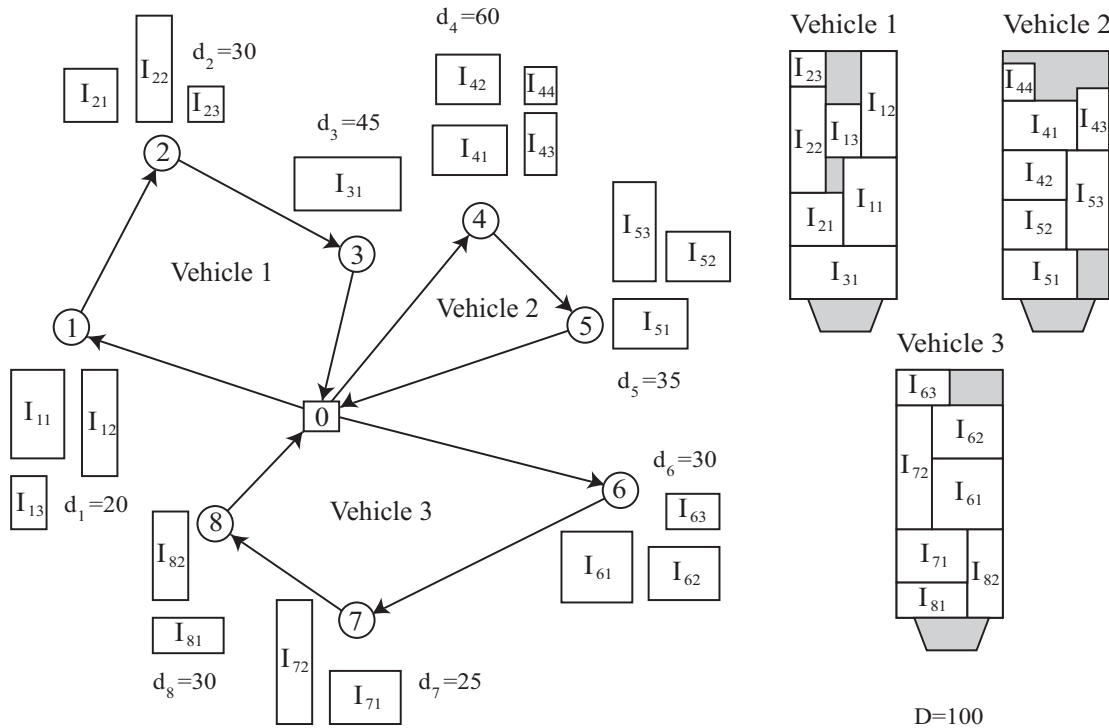 d₄=60
Vehicle 1
Vehicle 2
I₂₁
I₂₂
d₂=30
I₂₃
I₄₂
I₄₄
I₄₁
I₄₃
d₃=45
I₃₁
2
3
4
I₅₃
I₅₂
I₅₁
5
d₅=35
Vehicle 1
Vehicle 2
1
0
I₁₁
I₁₂
I₁₃
d₁=20
Vehicle 3
8
I₈₂
I₈₁
d₈=30
7
I₇₂
I₇₁
d₇=25
6
d₆=30
I₆₃
I₆₁
I₆₂
I₂₃
I₁₂
I₂₂
I₁₃
I₂₁
I₁₁
I₃₁
I₄₄
I₄₁
I₄₃
I₄₂
I₅₃
I₅₂
I₅₁
Vehicle 3
I₆₃
I₆₂
I₇₂
I₆₁
I₇₁
I₈₂
I₈₁
D=100